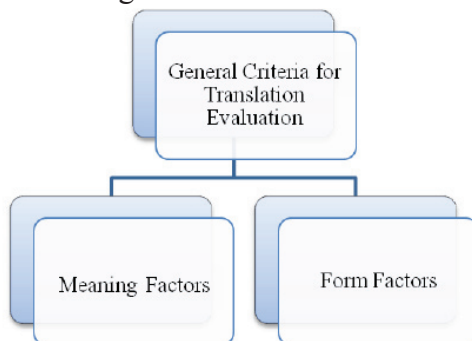 General Criteria for
Translation
Evaluation
Meaning Factors
Form Factors